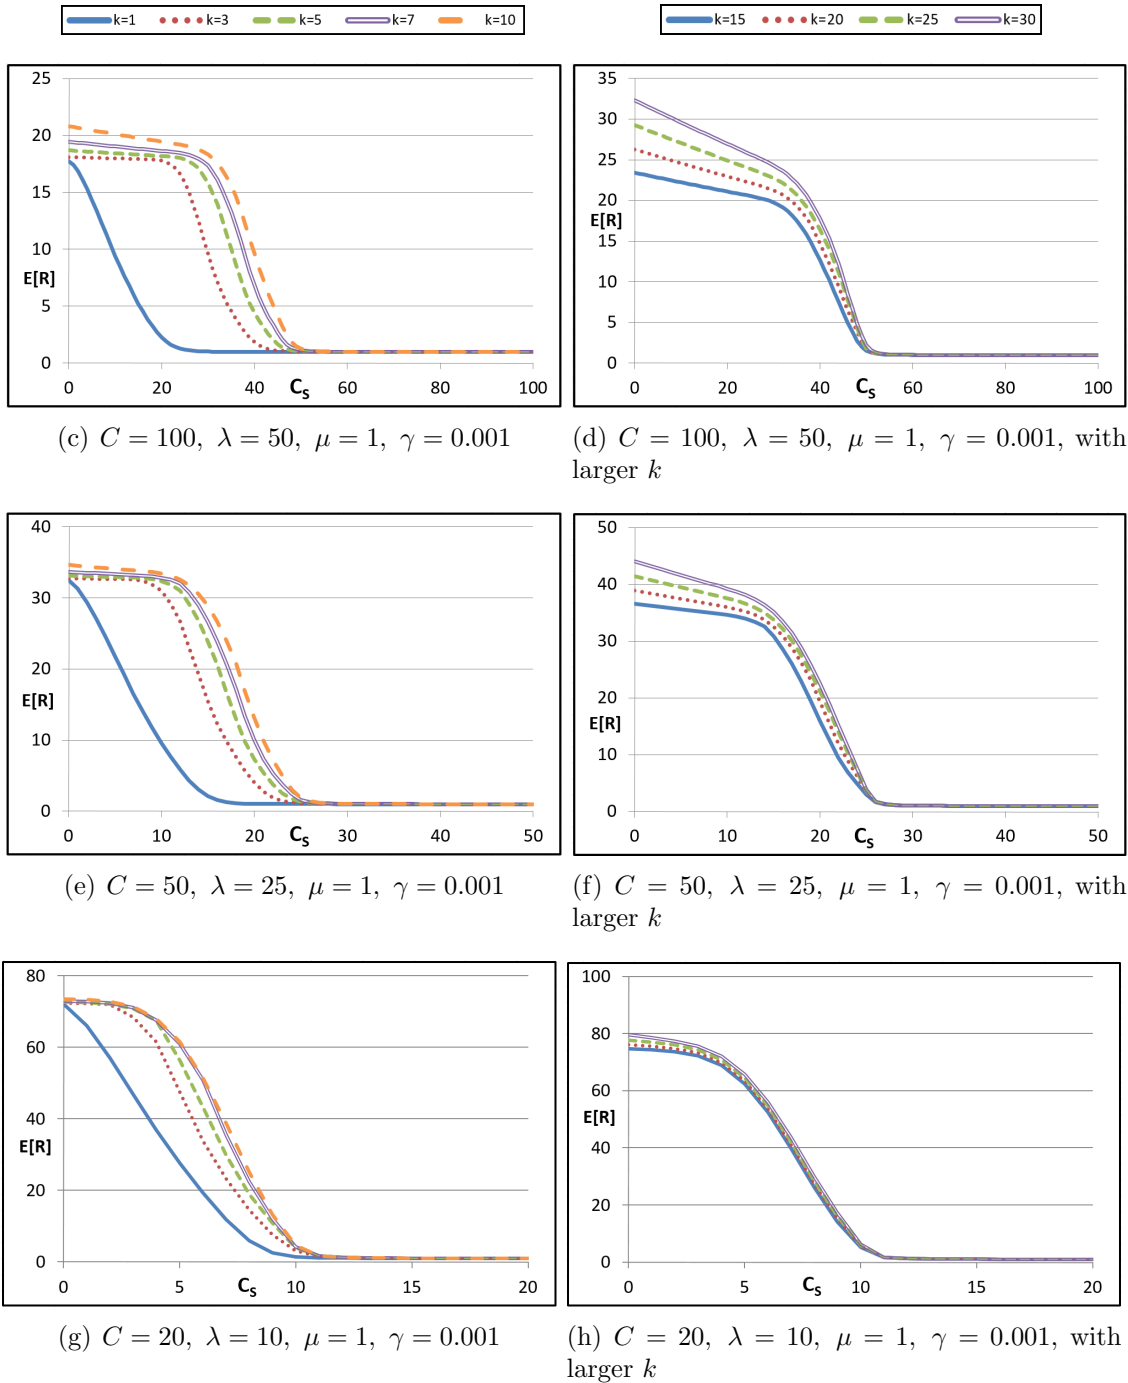 k=1 k=3 k=5 k=7 k=10
k=15 k=20 k=25 k=30
25
20
15
10
E[R]
5
0
0 20 40 C_S 60 80 100
35
30
25
20
E[R]
15
10
5
0
0 20 40 C_S 60 80 100
(c) C = 100, λ = 50, μ = 1, γ = 0.001
(d) C = 100, λ = 50, μ = 1, γ = 0.001, with
larger k
40
30
20
E[R]
10
0
0 10 20 C_S 30 40 50
50
40
30
20
E[R]
10
0
0 10 20 C_S 30 40 50
(e) C = 50, λ = 25, μ = 1, γ = 0.001
(f) C = 50, λ = 25, μ = 1, γ = 0.001, with
larger k
80
60
40
E[R]
20
0
0 5 C_S 10 15 20
100
80
60
E[R]
40
20
0
0 5 C_S 10 15 20
(g) C = 20, λ = 10, μ = 1, γ = 0.001
(h) C = 20, λ = 10, μ = 1, γ = 0.001, with
larger k